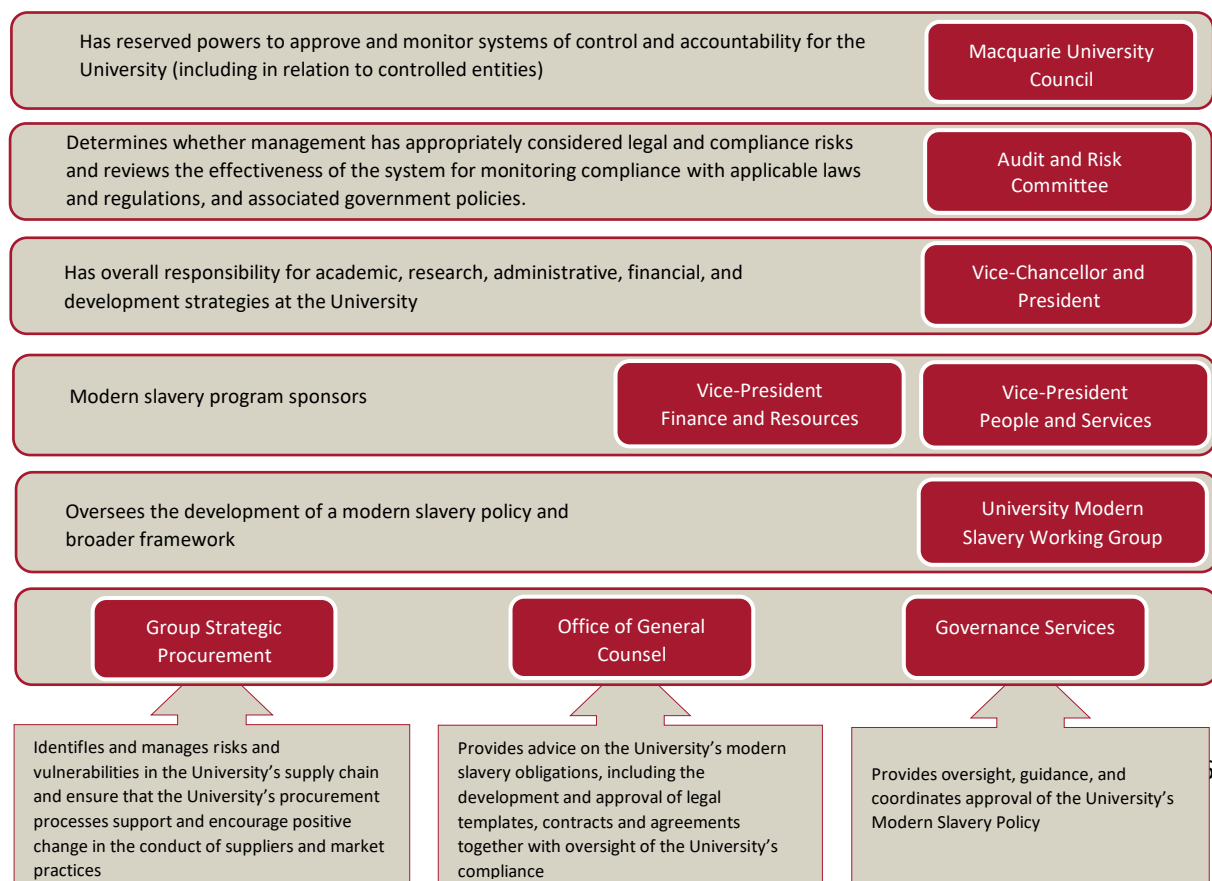 Has reserved powers to approve and monitor systems of control and accountability for the
University (including in relation to controlled entities)
Macquarie University
Council
Determines whether management has appropriately considered legal and compliance risks
and reviews the effectiveness of the system for monitoring compliance with applicable laws
and regulations, and associated government policies.
Audit and Risk
Committee
Has overall responsibility for academic, research, administrative, financial, and
development strategies at the University
Vice-Chancellor and
President
Modern slavery program sponsors
Vice-President
Finance and Resources
Vice-President
People and Services
Oversees the development of a modern slavery policy and
broader framework
University Modern
Slavery Working Group
Group Strategic
Procurement
Office of General
Counsel
Governance Services
Identifies and manages risks and
vulnerabilities in the University's supply chain
and ensure that the University's procurement
processes support and encourage positive
change in the conduct of suppliers and market
practices
Provides advice on the University's modern
slavery obligations, including the
development and approval of legal
templates, contracts and agreements
together with oversight of the University's
compliance
Provides oversight, guidance, and
coordinates approval of the University's
Modern Slavery Policy